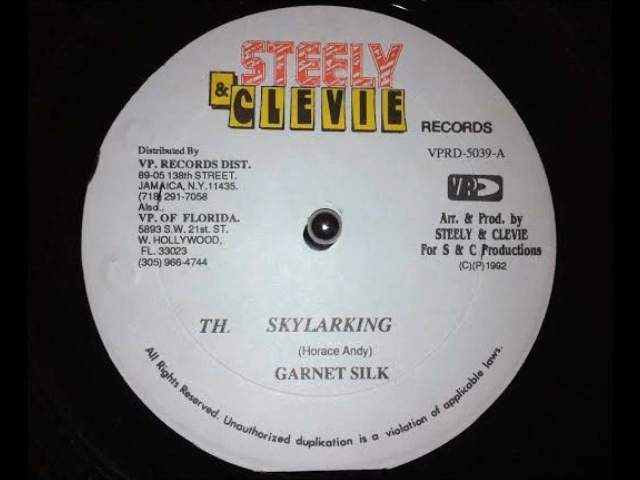 STEELY
& CLEVIE
RECORDS
VPRD-5039-A
Distributed By
VP. RECORDS DIST.
89-05 138th STREET.
JAMAICA, N.Y. 11435.
(718) 291-7058
Also..
VP. OF FLORIDA.
5893 S.W. 21st. ST.
W. HOLLYWOOD,
FL. 33023
(305) 966-4744
VP
Arr. & Prod. by
STEELY & CLEVIE
For S & C Productions
(C)(P)1992
TH. SKYLARKING
(Horace Andy)
GARNET SILK
All Rights Reserved. Unauthorized duplication is a violation of applicable laws.